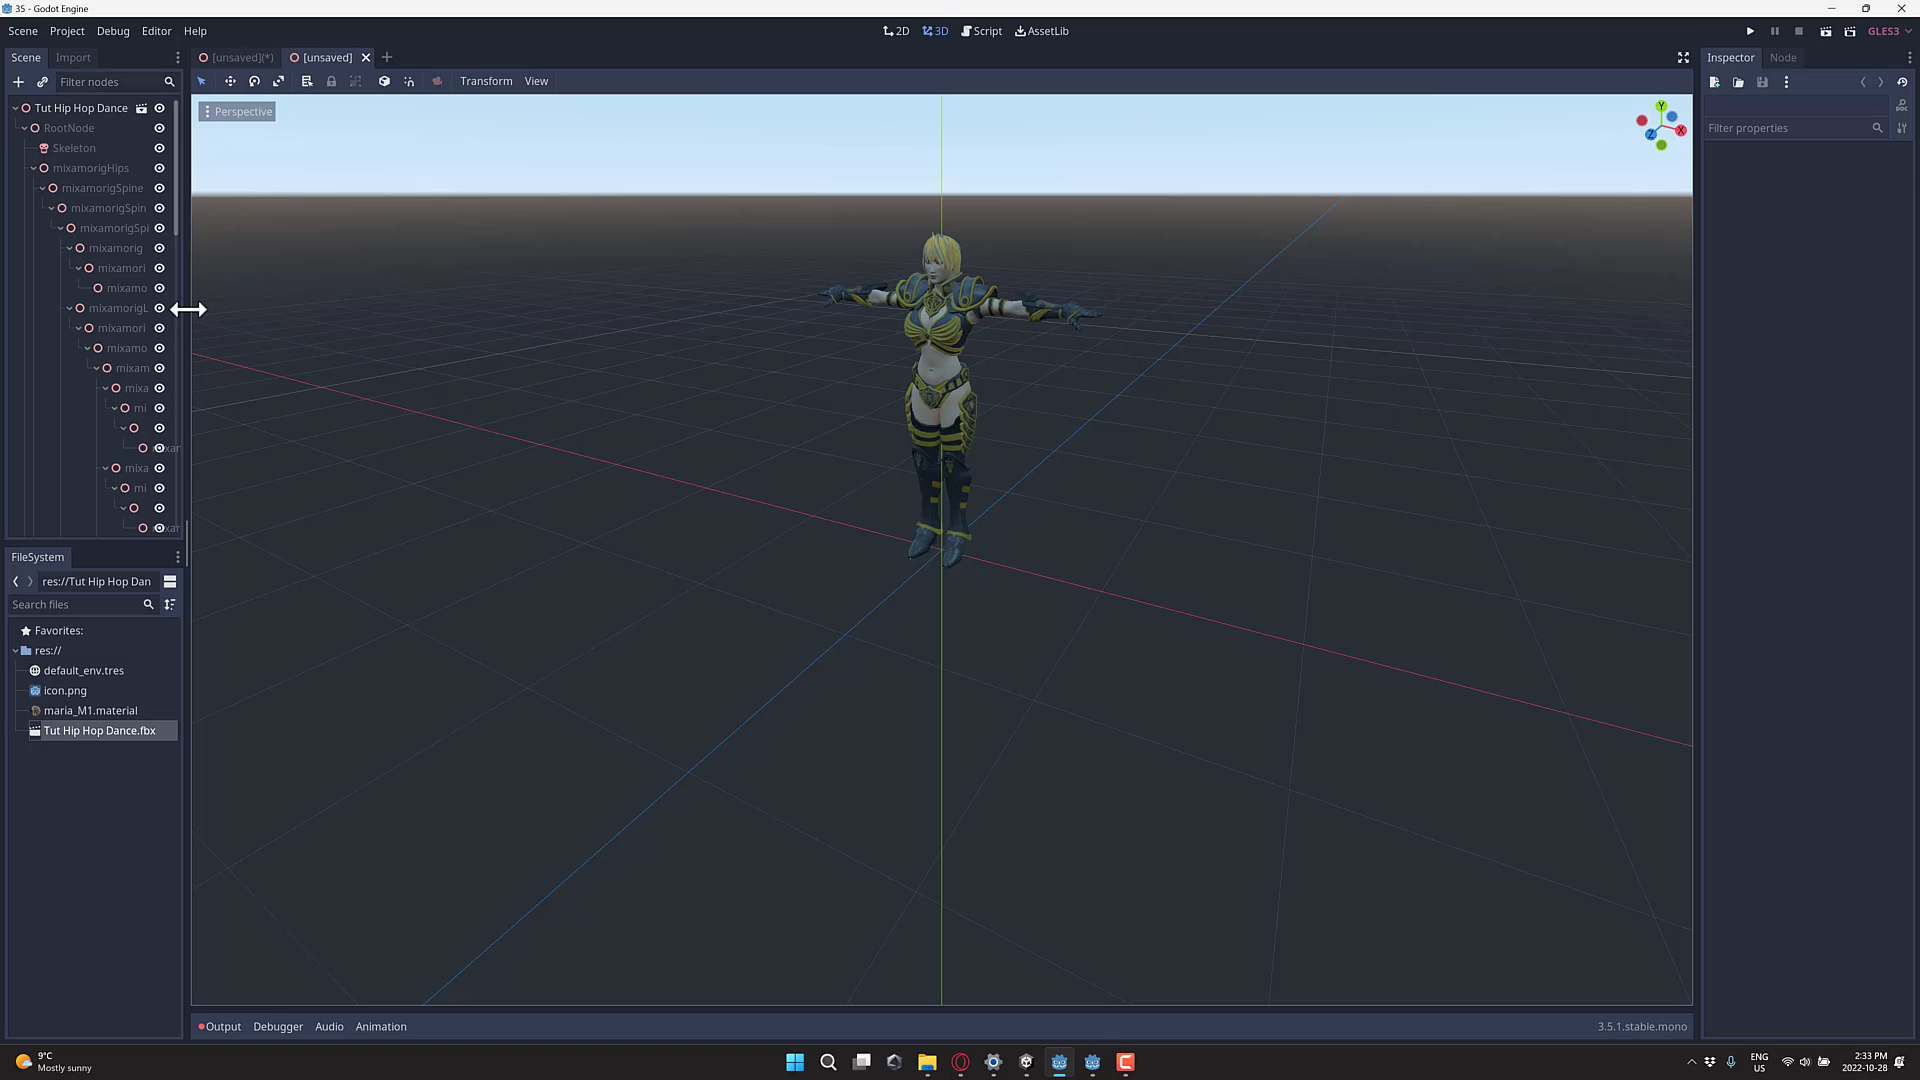 35 - Godot Engine
Scene Project Debug Editor Help
2D 3D Script AssetLib
GLES3
Scene Import
[unsaved](*) [unsaved]
Inspector Node
Filter nodes
Transform View
Perspective
Y
X
Z
DOC
Filter properties
Tut Hip Hop Dance
RootNode
Skeleton
mixamorigHips
mixamorigSpine
mixamorigSpin
mixamorigSpi
mixamorig
mixamori
mixamo
mixamorigL
mixamori
mixamo
mixam
mixa
mi
mixa
mi
FileSystem
res://Tut Hip Hop Dan
Search files
Favorites:
res://
default_env.tres
icon.png
maria_M1.material
Tut Hip Hop Dance.fbx
Output Debugger Audio Animation
3.5.1.stable.mono
9°C
Mostly sunny
ENG
US
2:33 PM
2022-10-28